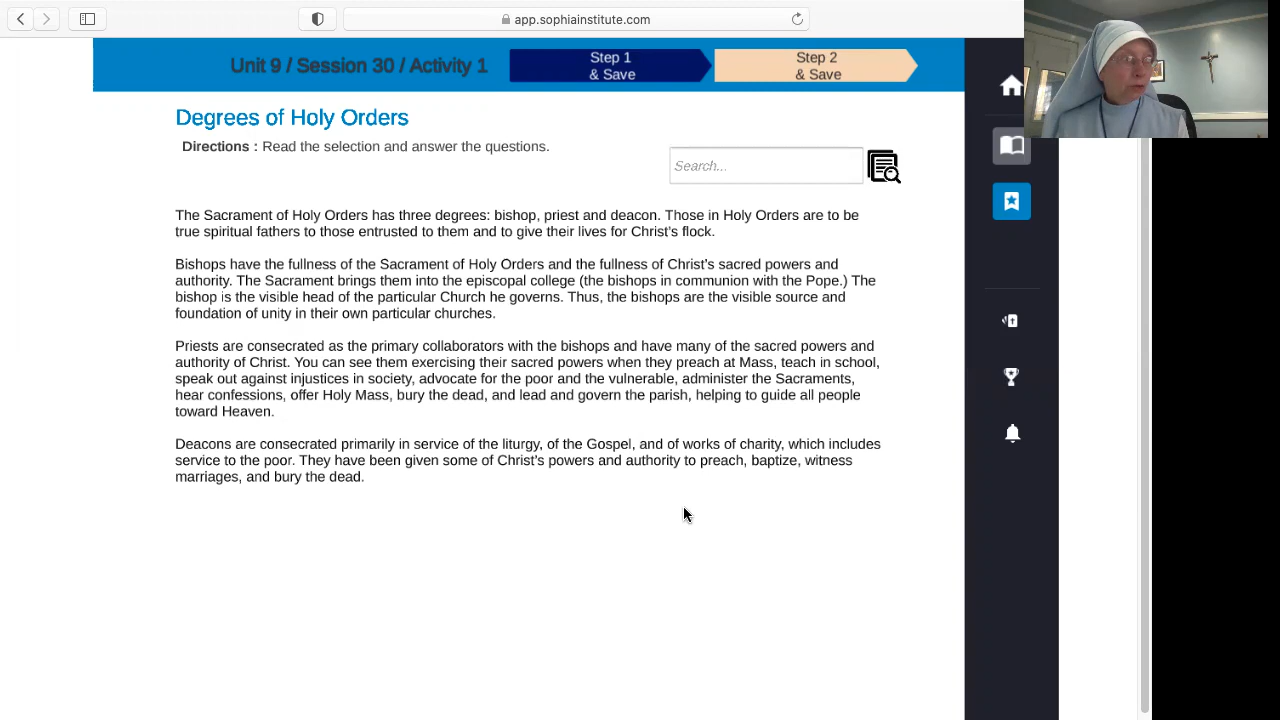 app.sophiainstitute.com
Unit 9 / Session 30 / Activity 1
Step 1
& Save
Step 2
& Save
Degrees of Holy Orders
Directions : Read the selection and answer the questions.
Search...
The Sacrament of Holy Orders has three degrees: bishop, priest and deacon. Those in Holy Orders are to be
true spiritual fathers to those entrusted to them and to give their lives for Christ's flock.
Bishops have the fullness of the Sacrament of Holy Orders and the fullness of Christ's sacred powers and
authority. The Sacrament brings them into the episcopal college (the bishops in communion with the Pope.) The
bishop is the visible head of the particular Church he governs. Thus, the bishops are the visible source and
foundation of unity in their own particular churches.
Priests are consecrated as the primary collaborators with the bishops and have many of the sacred powers and
authority of Christ. You can see them exercising their sacred powers when they preach at Mass, teach in school,
speak out against injustices in society, advocate for the poor and the vulnerable, administer the Sacraments,
hear confessions, offer Holy Mass, bury the dead, and lead and govern the parish, helping to guide all people
toward Heaven.
Deacons are consecrated primarily in service of the liturgy, of the Gospel, and of works of charity, which includes
service to the poor. They have been given some of Christ's powers and authority to preach, baptize, witness
marriages, and bury the dead.